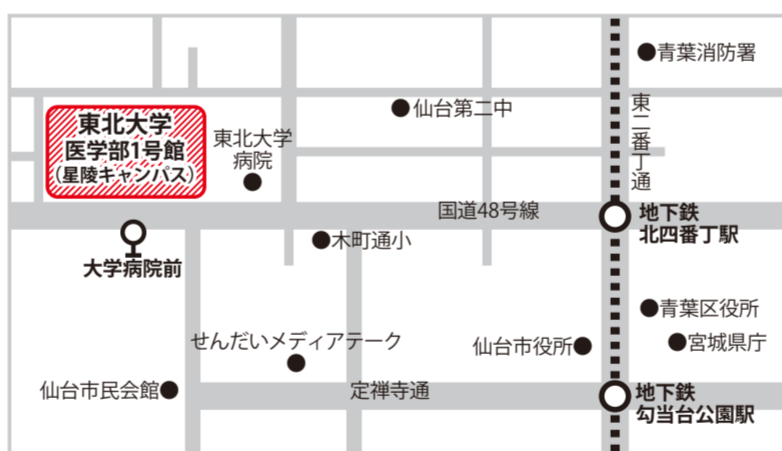 青葉消防署
仙台第二中
東北大学
医学部1号館
(星陵キャンパス)
東北大学
病院
東二番丁通
国道48号線
地下鉄
北四番丁駅
木町通小
大学病院前
青葉区役所
せんだいメディアテーク
仙台市役所
宮城県庁
仙台市民会館
定禅寺通
地下鉄
勾当台公園駅